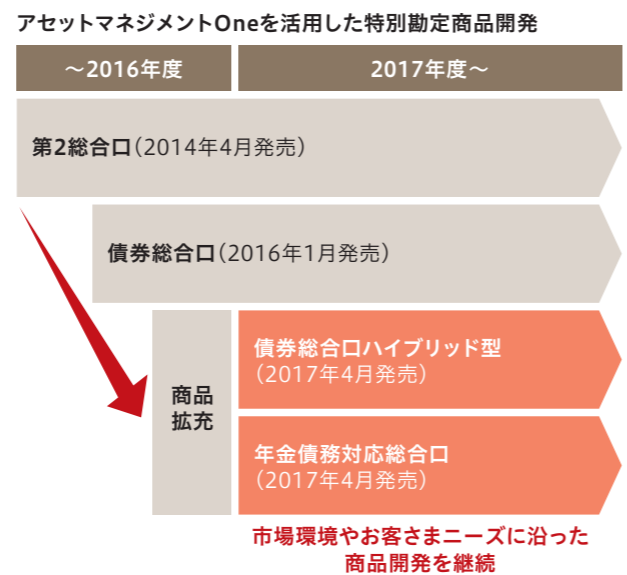 アセットマネジメントOneを活用した特別勘定商品開発
～2016年度
2017年度～
第2総合口（2014年4月発売）
債券総合口（2016年1月発売）
商品
拡充
債券総合口ハイブリッド型
（2017年4月発売）
年金債務対応総合口
（2017年4月発売）
市場環境やお客さまニーズに沿った
商品開発を継続